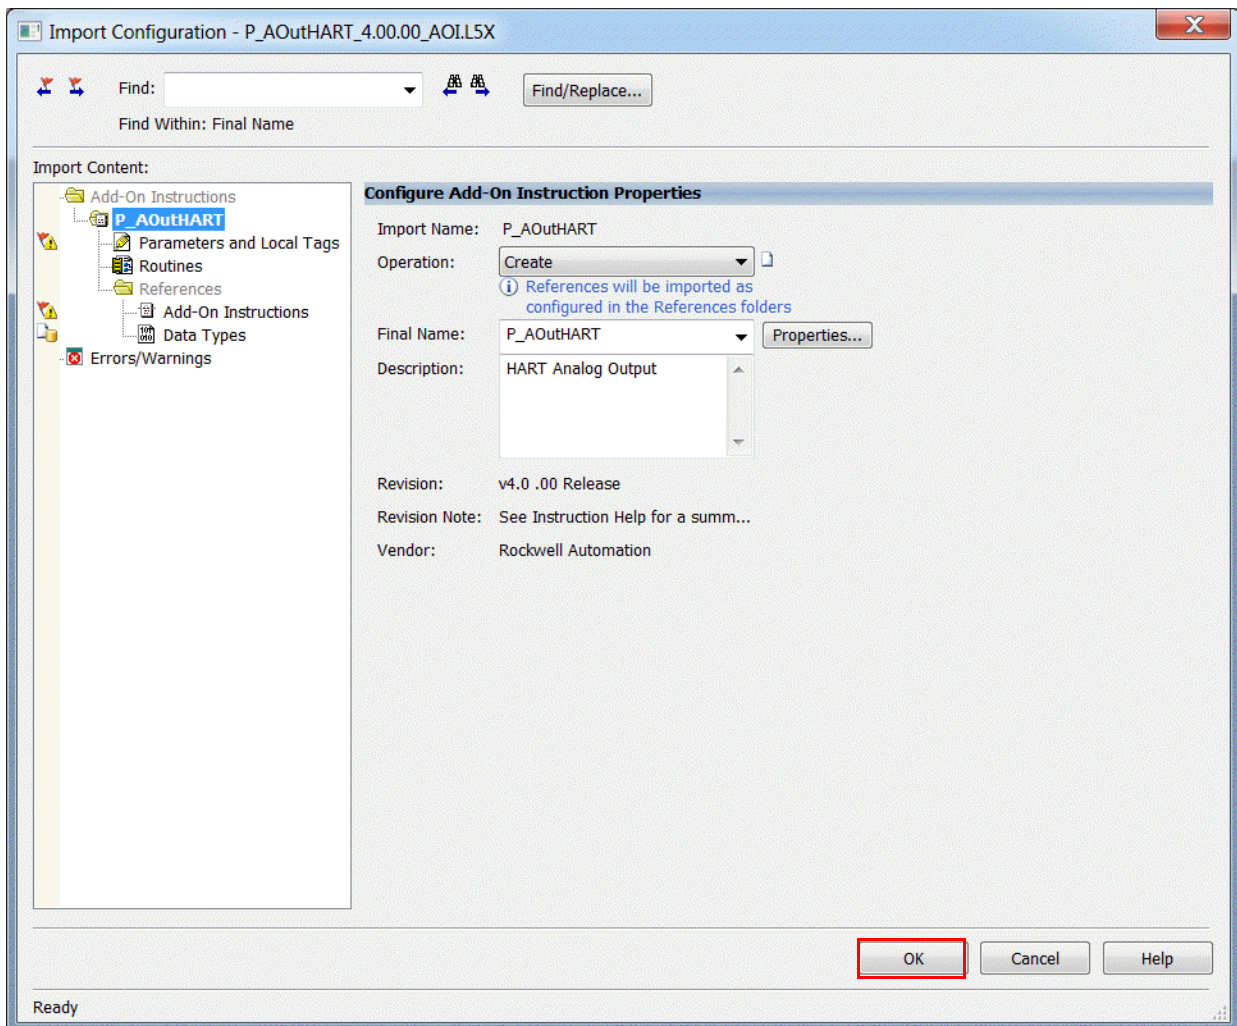 Import Configuration - P_AOutHART_4.00.00_AOI.L5X
X
Find:
Find/Replace...
Find Within: Final Name
Import Content:
Add-On Instructions
P_AOutHART
Parameters and Local Tags
Routines
References
Add-On Instructions
Data Types
Errors/Warnings
Configure Add-On Instruction Properties
Import Name: P_AOutHART
Operation: Create
References will be imported as
configured in the References folders
Final Name: P_AOutHART Properties...
Description: HART Analog Output
Revision: v4.0 .00 Release
Revision Note: See Instruction Help for a summ...
Vendor: Rockwell Automation
OK Cancel Help
Ready